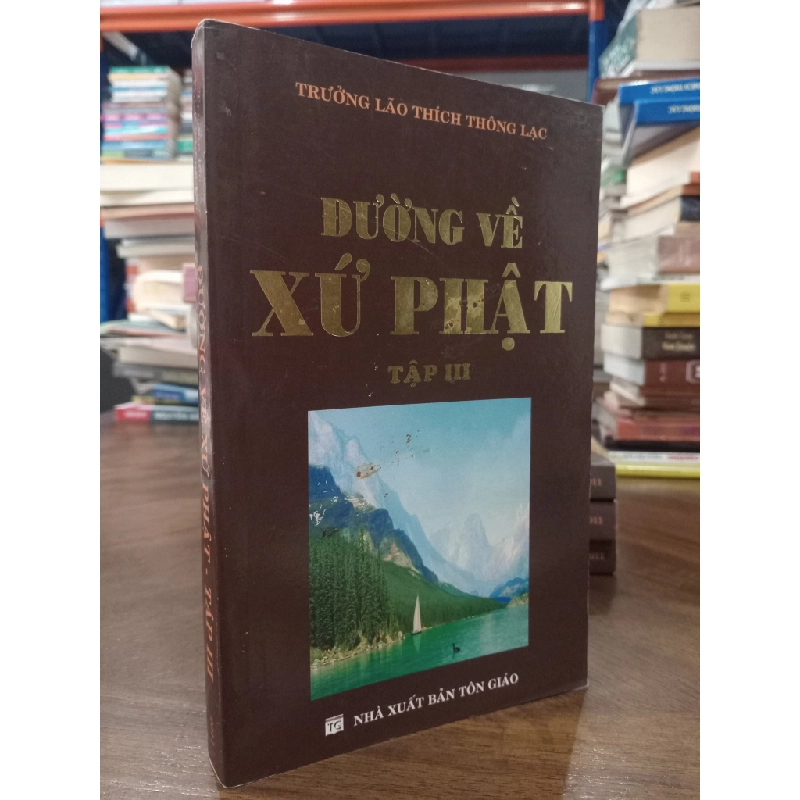 TRƯỞNG LÃO THÍCH THÔNG LẠC
ĐƯỜNG VỀ
XỨ PHẬT
TẬP III
TG
NHÀ XUẤT BẢN TÔN GIÁO
ĐƯỜNG VỀ XỨ PHẬT - TẬP III